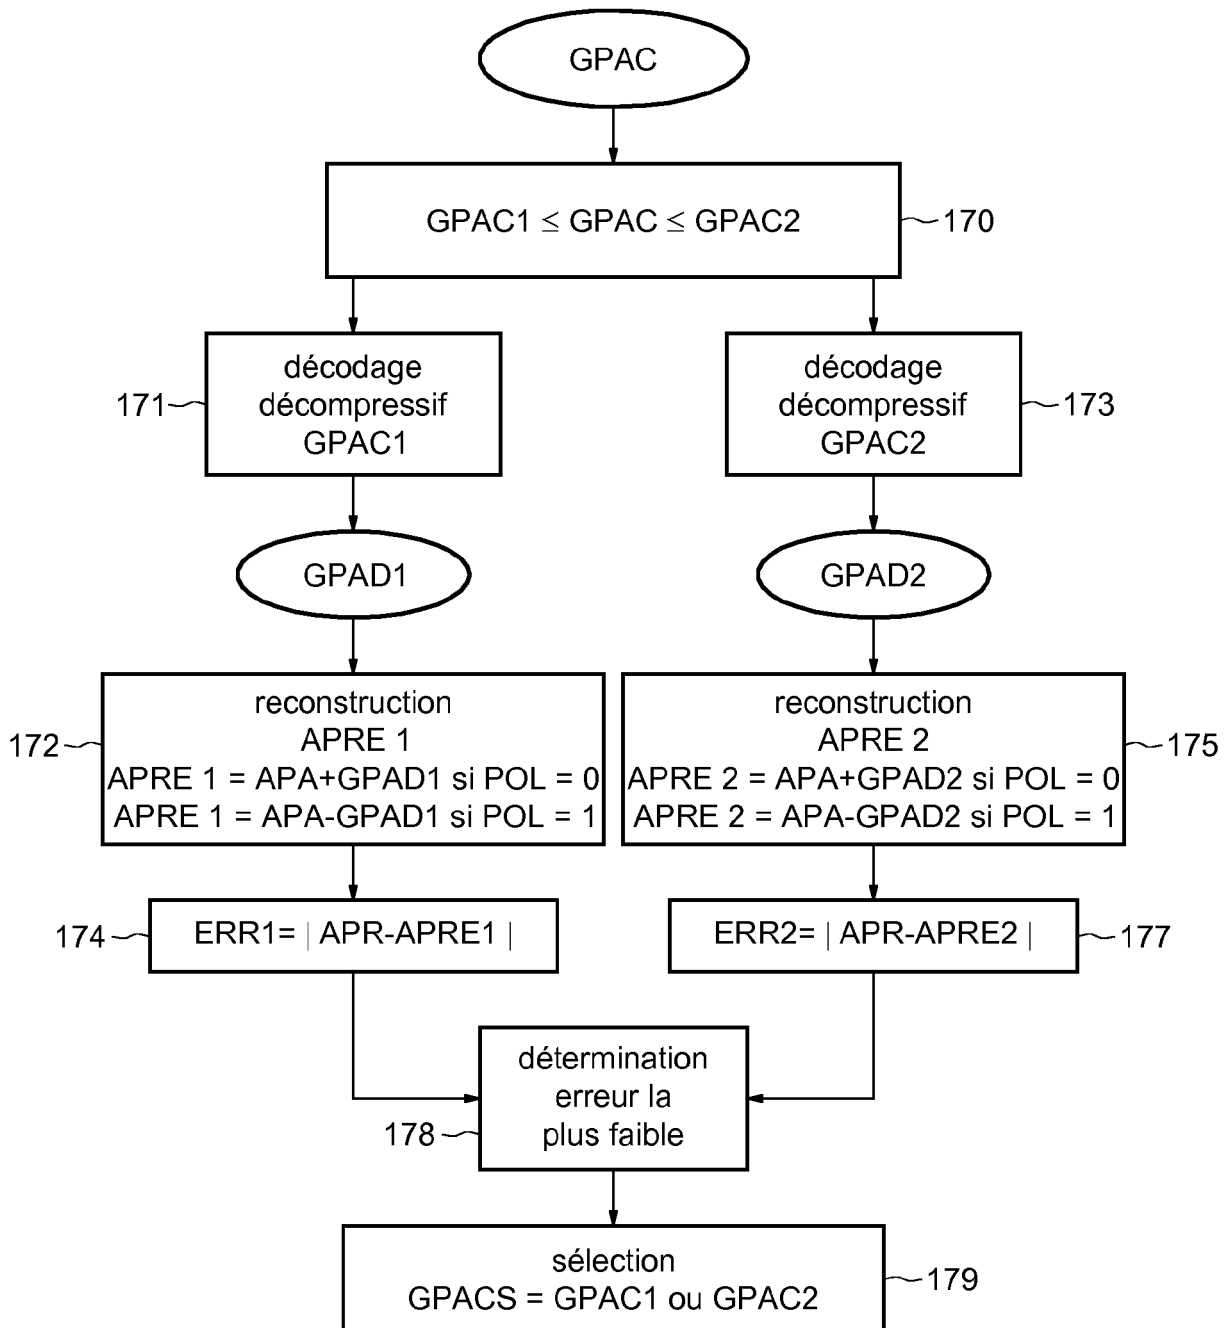 GPAC
GPAC1 ≤ GPAC ≤ GPAC2
170
décodage
décompressif
GPAC1
171
décodage
décompressif
GPAC2
173
GPAD1
GPAD2
reconstruction
APRE 1
APRE 1 = APA+GPAD1 si POL = 0
APRE 1 = APA-GPAD1 si POL = 1
172
reconstruction
APRE 2
APRE 2 = APA+GPAD2 si POL = 0
APRE 2 = APA-GPAD2 si POL = 1
175
174
ERR1= | APR-APRE1 |
ERR2= | APR-APRE2 |
177
détermination
erreur la
plus faible
178
sélection
GPACS = GPAC1 ou GPAC2
179